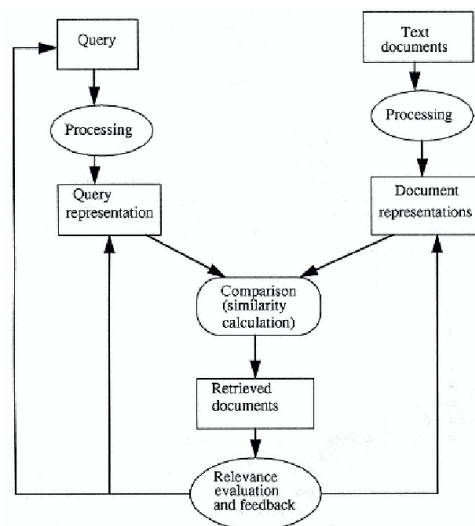 Query
Text
documents
Processing
Processing
Query
representation
Document
representations
Comparison
(similarity
calculation)
Retrieved
documents
Relevance
evaluation
and feedback